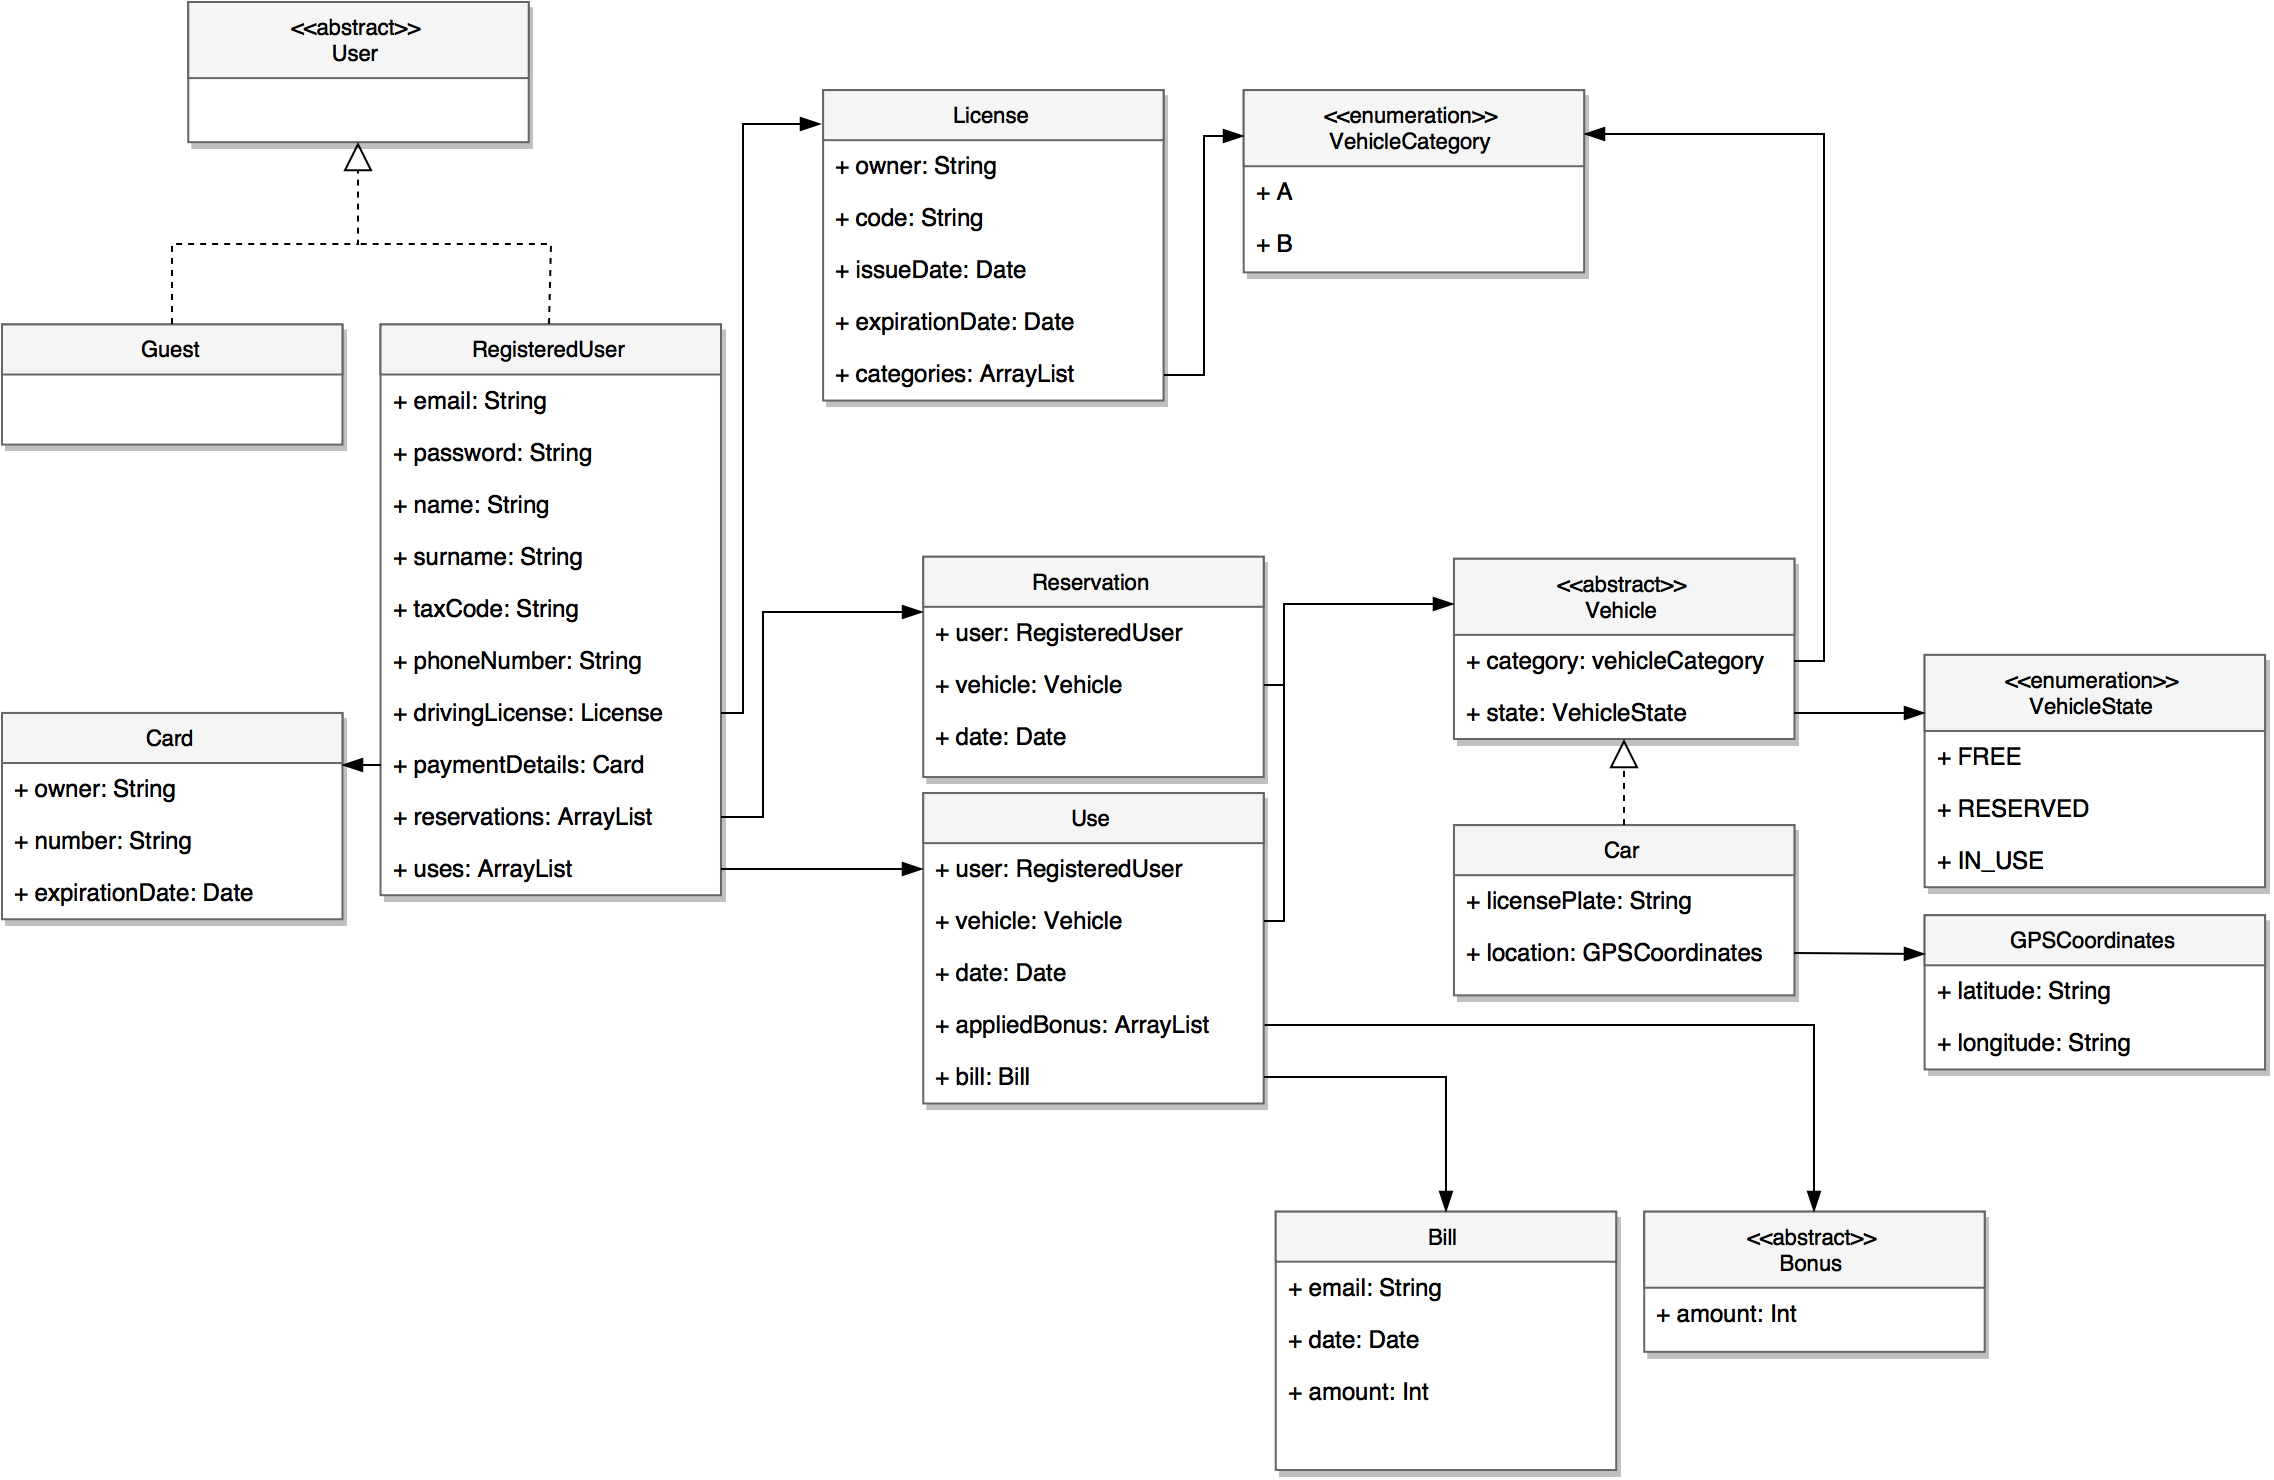 <<abstract>>
User
Guest
RegisteredUser
+ email: String
+ password: String
+ name: String
+ surname: String
+ taxCode: String
+ phoneNumber: String
+ drivingLicense: License
+ paymentDetails: Card
+ reservations: ArrayList
+ uses: ArrayList
Card
+ owner: String
+ number: String
+ expirationDate: Date
License
+ owner: String
+ code: String
+ issueDate: Date
+ expirationDate: Date
+ categories: ArrayList
<<enumeration>>
VehicleCategory
+ A
+ B
Reservation
+ user: RegisteredUser
+ vehicle: Vehicle
+ date: Date
Use
+ user: RegisteredUser
+ vehicle: Vehicle
+ date: Date
+ appliedBonus: ArrayList
+ bill: Bill
<<abstract>>
Vehicle
+ category: vehicleCategory
+ state: VehicleState
Car
+ licensePlate: String
+ location: GPSCoordinates
<<enumeration>>
VehicleState
+ FREE
+ RESERVED
+ IN_USE
GPSCoordinates
+ latitude: String
+ longitude: String
Bill
+ email: String
+ date: Date
+ amount: Int
<<abstract>>
Bonus
+ amount: Int